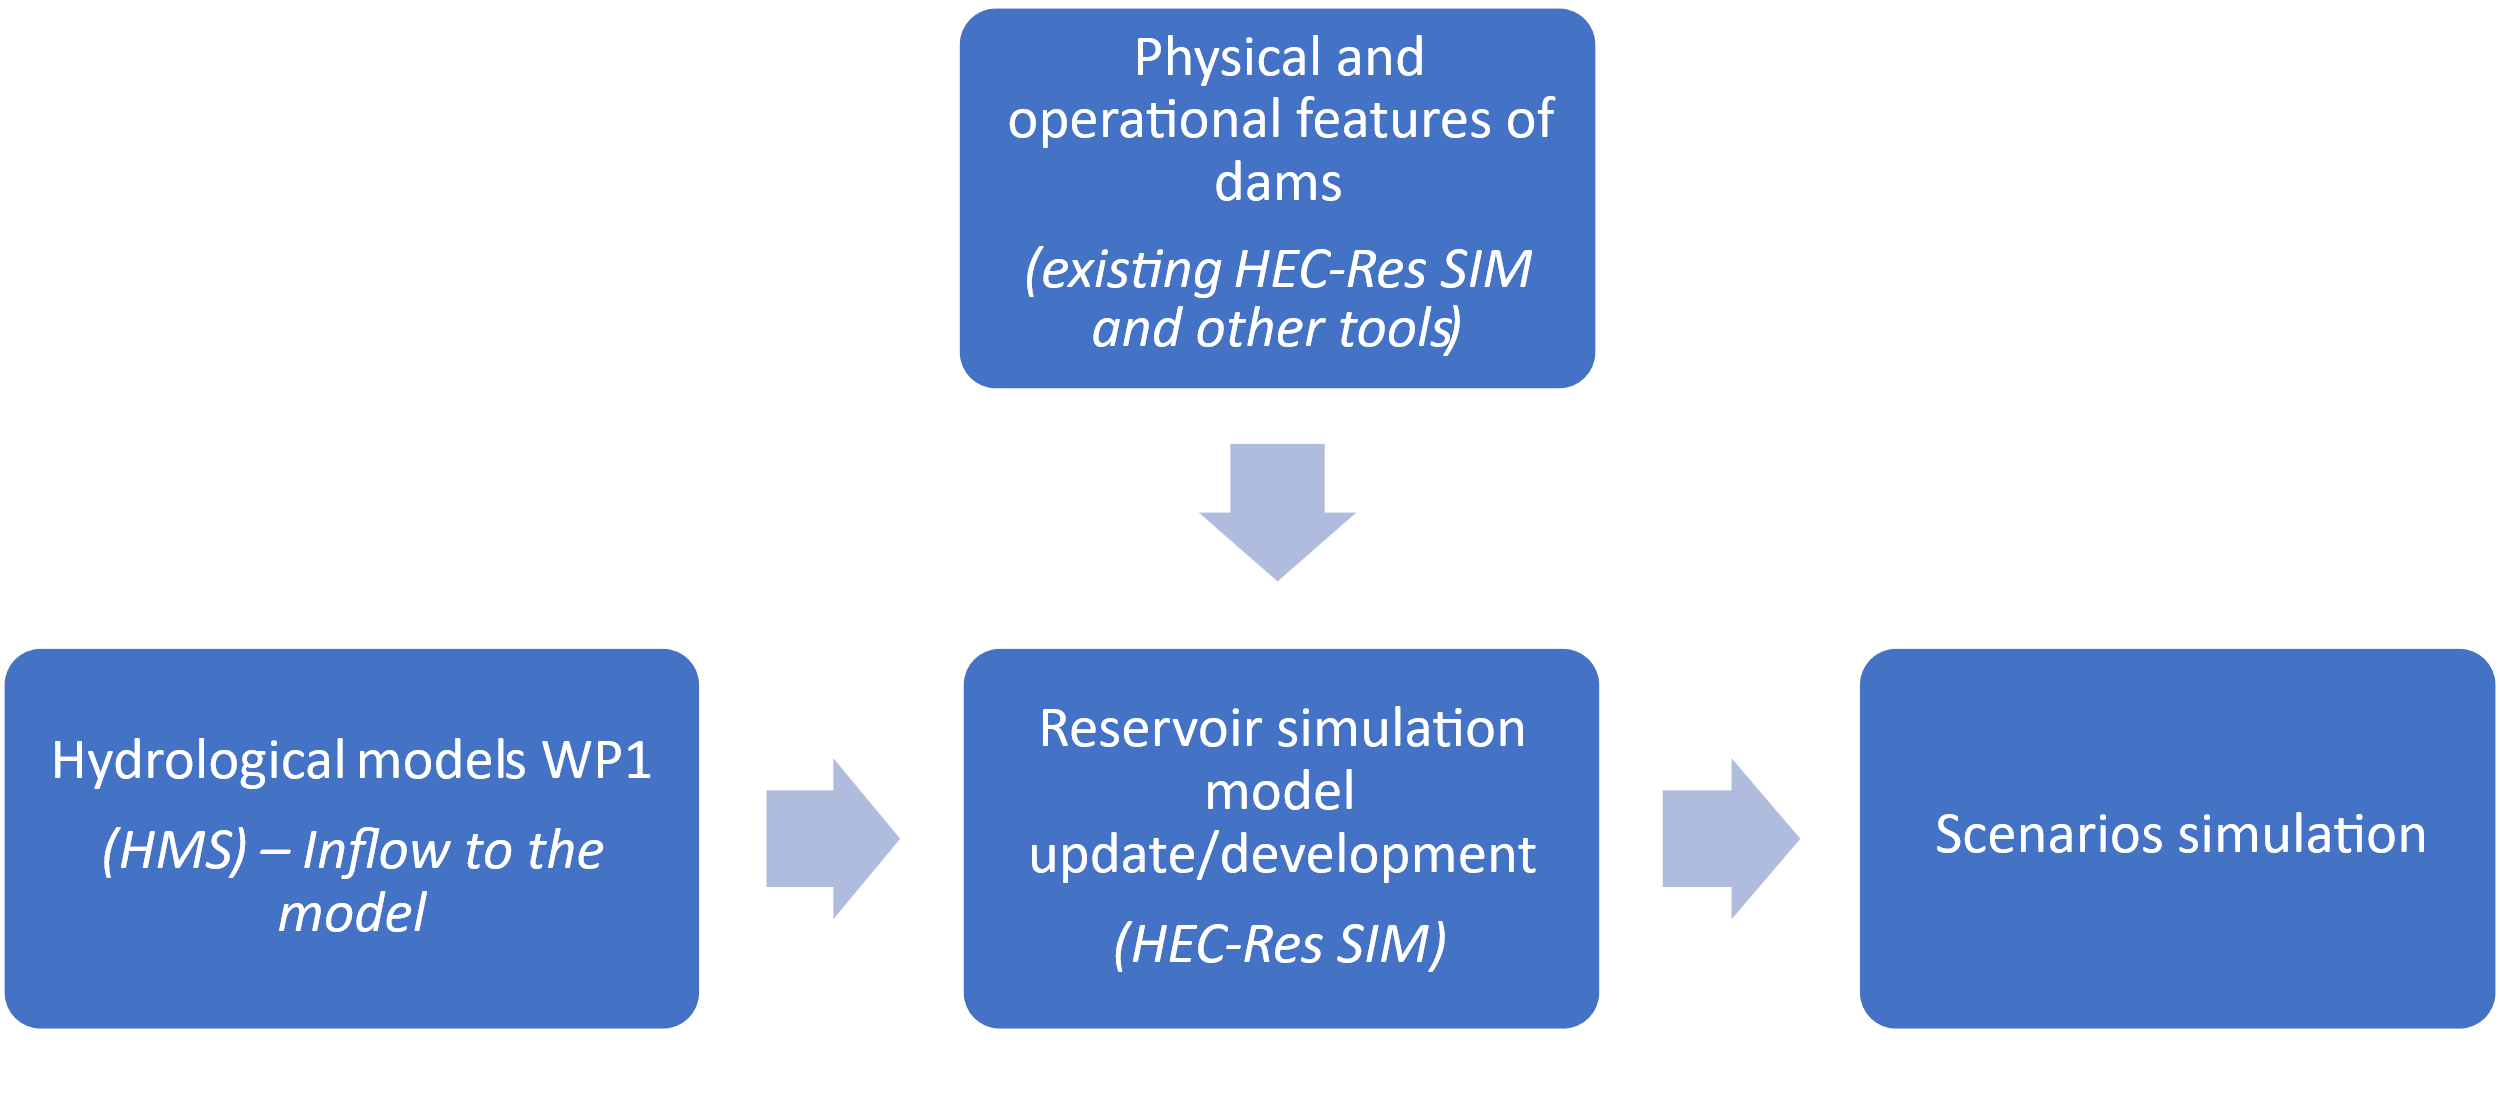 Physical and
operational features of
dams
(existing HEC-Res SIM
and other tools)
Hydrological models WP1
(HMS) – Inflow to the
model
Reservoir simulation
model
update/development
(HEC-Res SIM)
Scenarios simulation